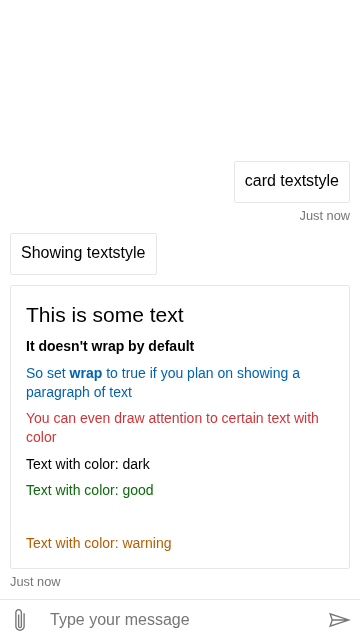 card textstyle
Just now
Showing textstyle
This is some text
It doesn't wrap by default
So set wrap to true if you plan on showing a
paragraph of text
You can even draw attention to certain text with
color
Text with color: dark
Text with color: good
Text with color: warning
Just now
Type your message